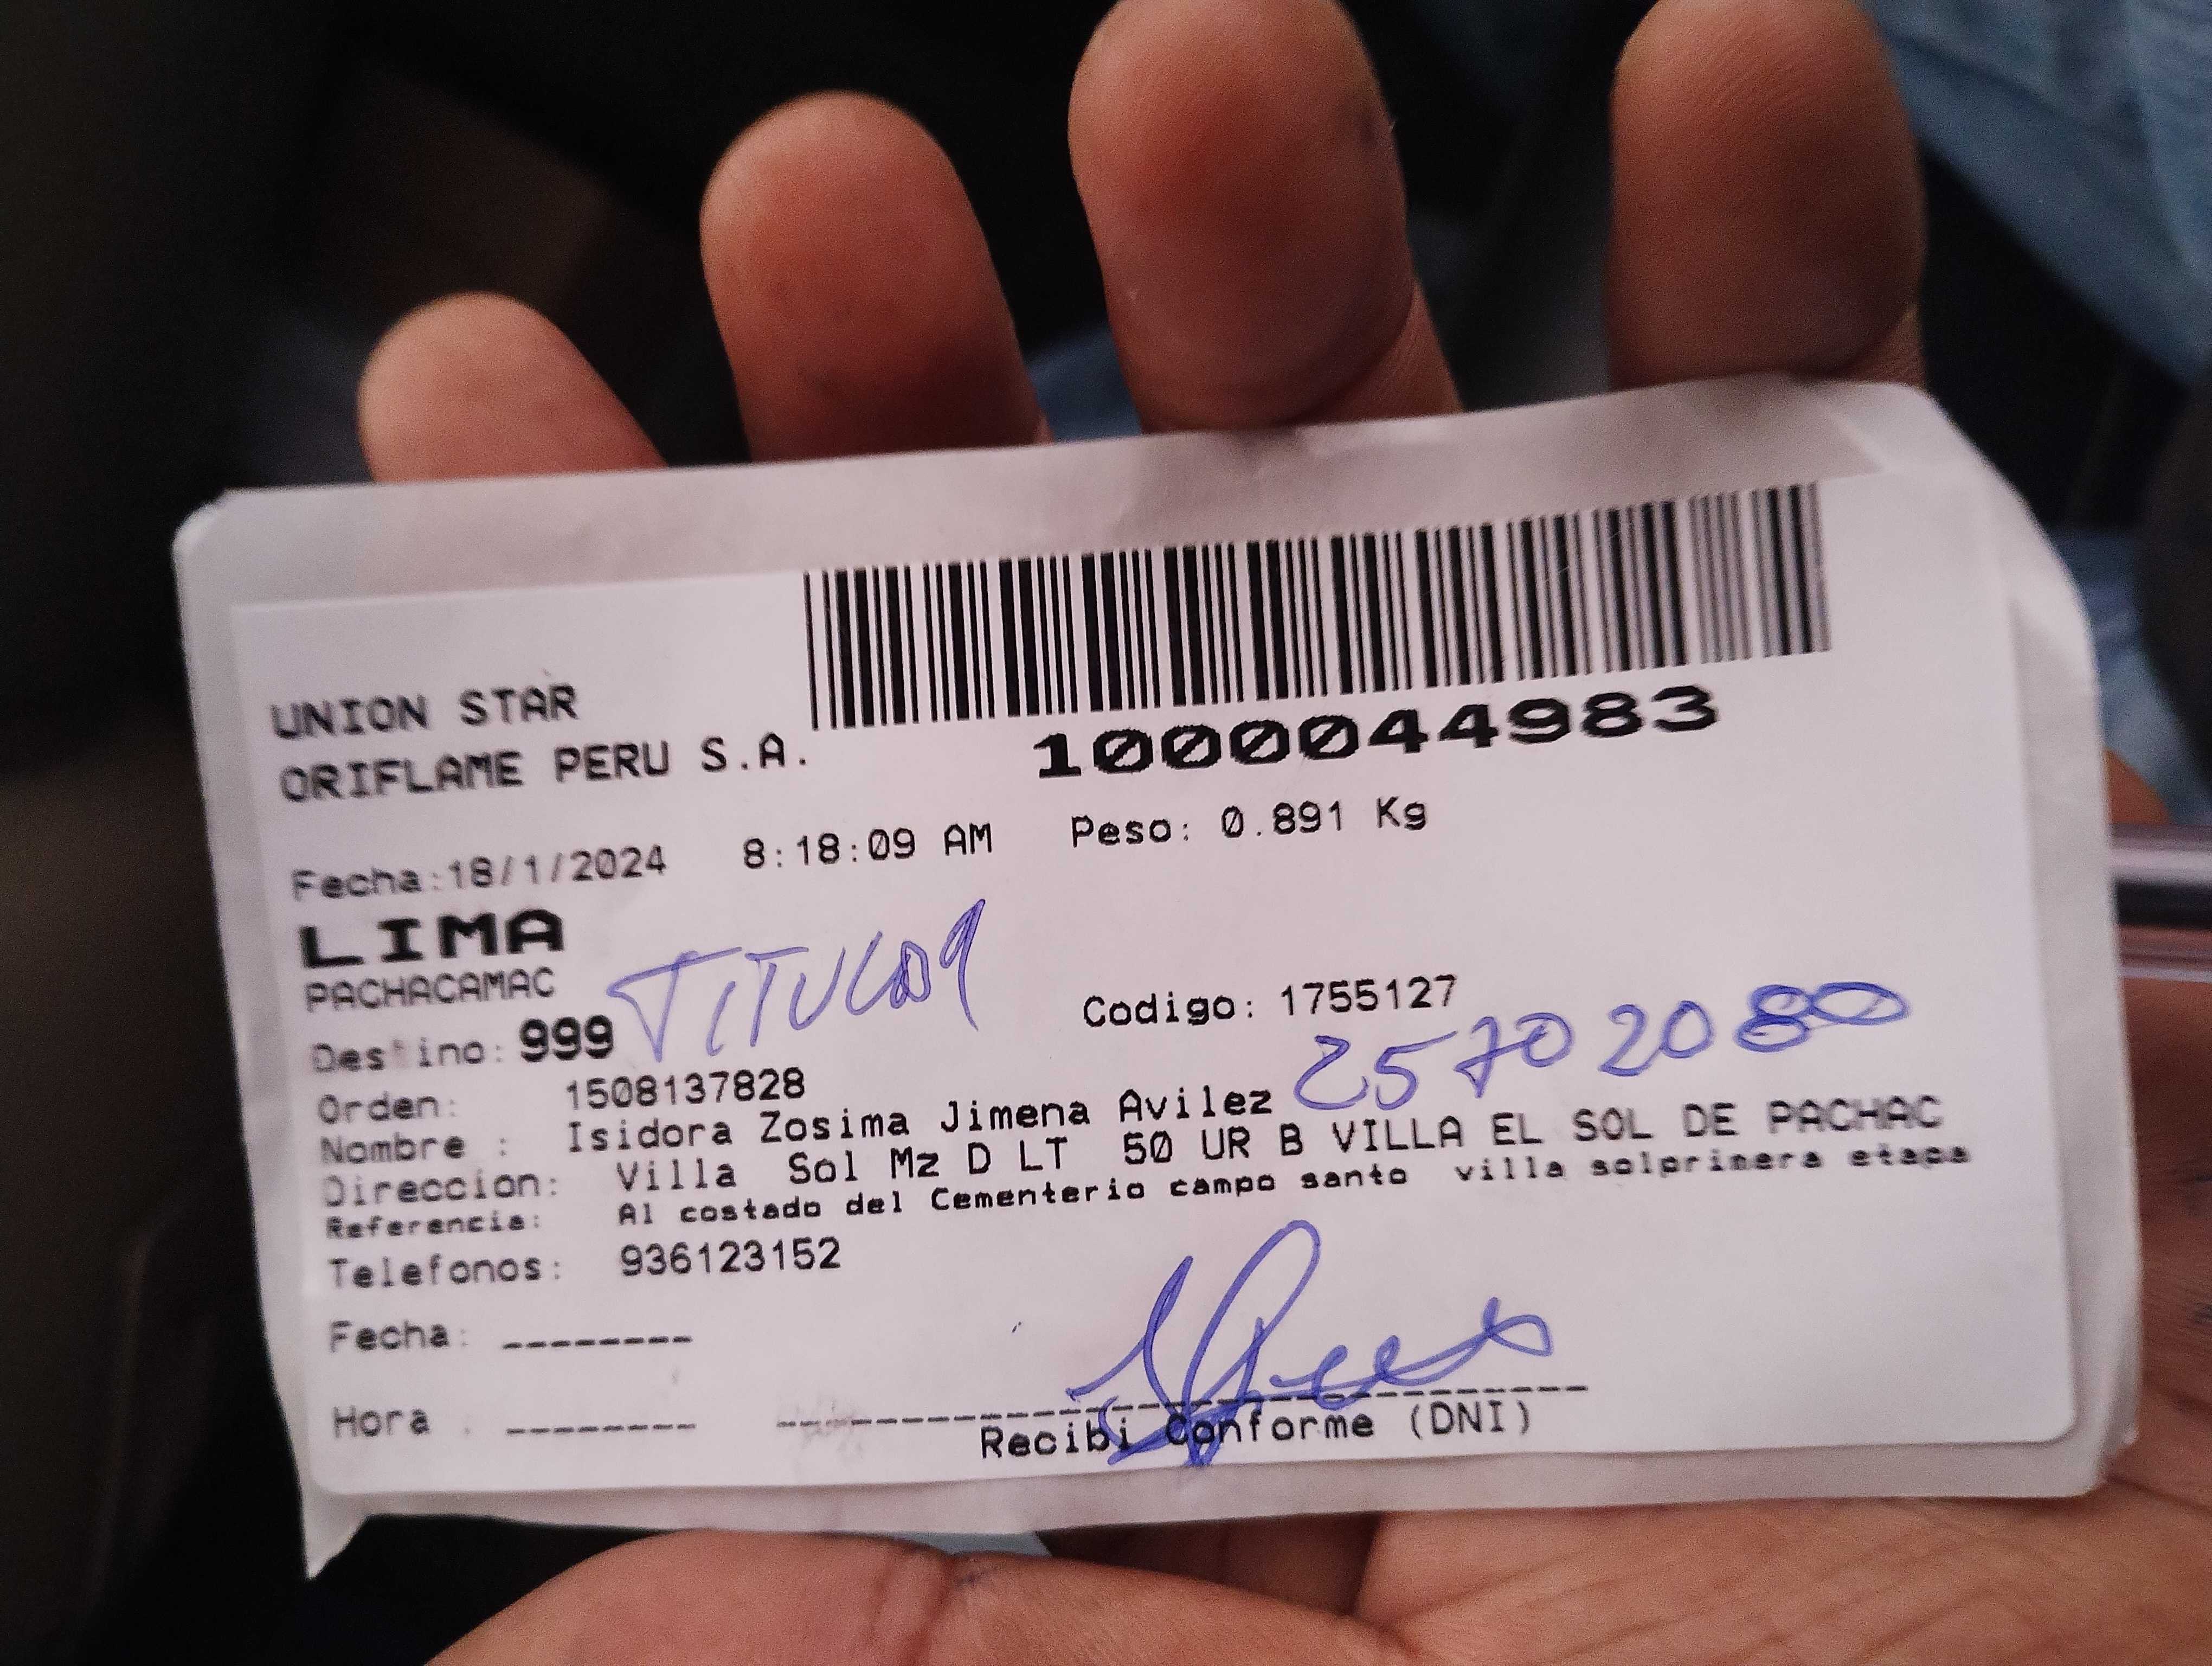 UNION STAR
ORIFLAME PERU S.A.
1000044983
Fecha:18/1/2024 8:18:09 AM Peso: 0.891 Kg
LIMA
PACHACAMAC
TITULAR
Destino: 999
Codigo: 1755127
25702080
Orden: 1508137828
Nombre : Isidora Zosima Jimena Avilez
Direccion: Villa Sol Mz D LT 50 UR B VILLA EL SOL DE PACHAC
Referencia: Al costado del Cementerio campo santo villa solprimera etapa
Telefonos: 936123152
Fecha: --------
Hora : --------
Recibi Conforme (DNI)